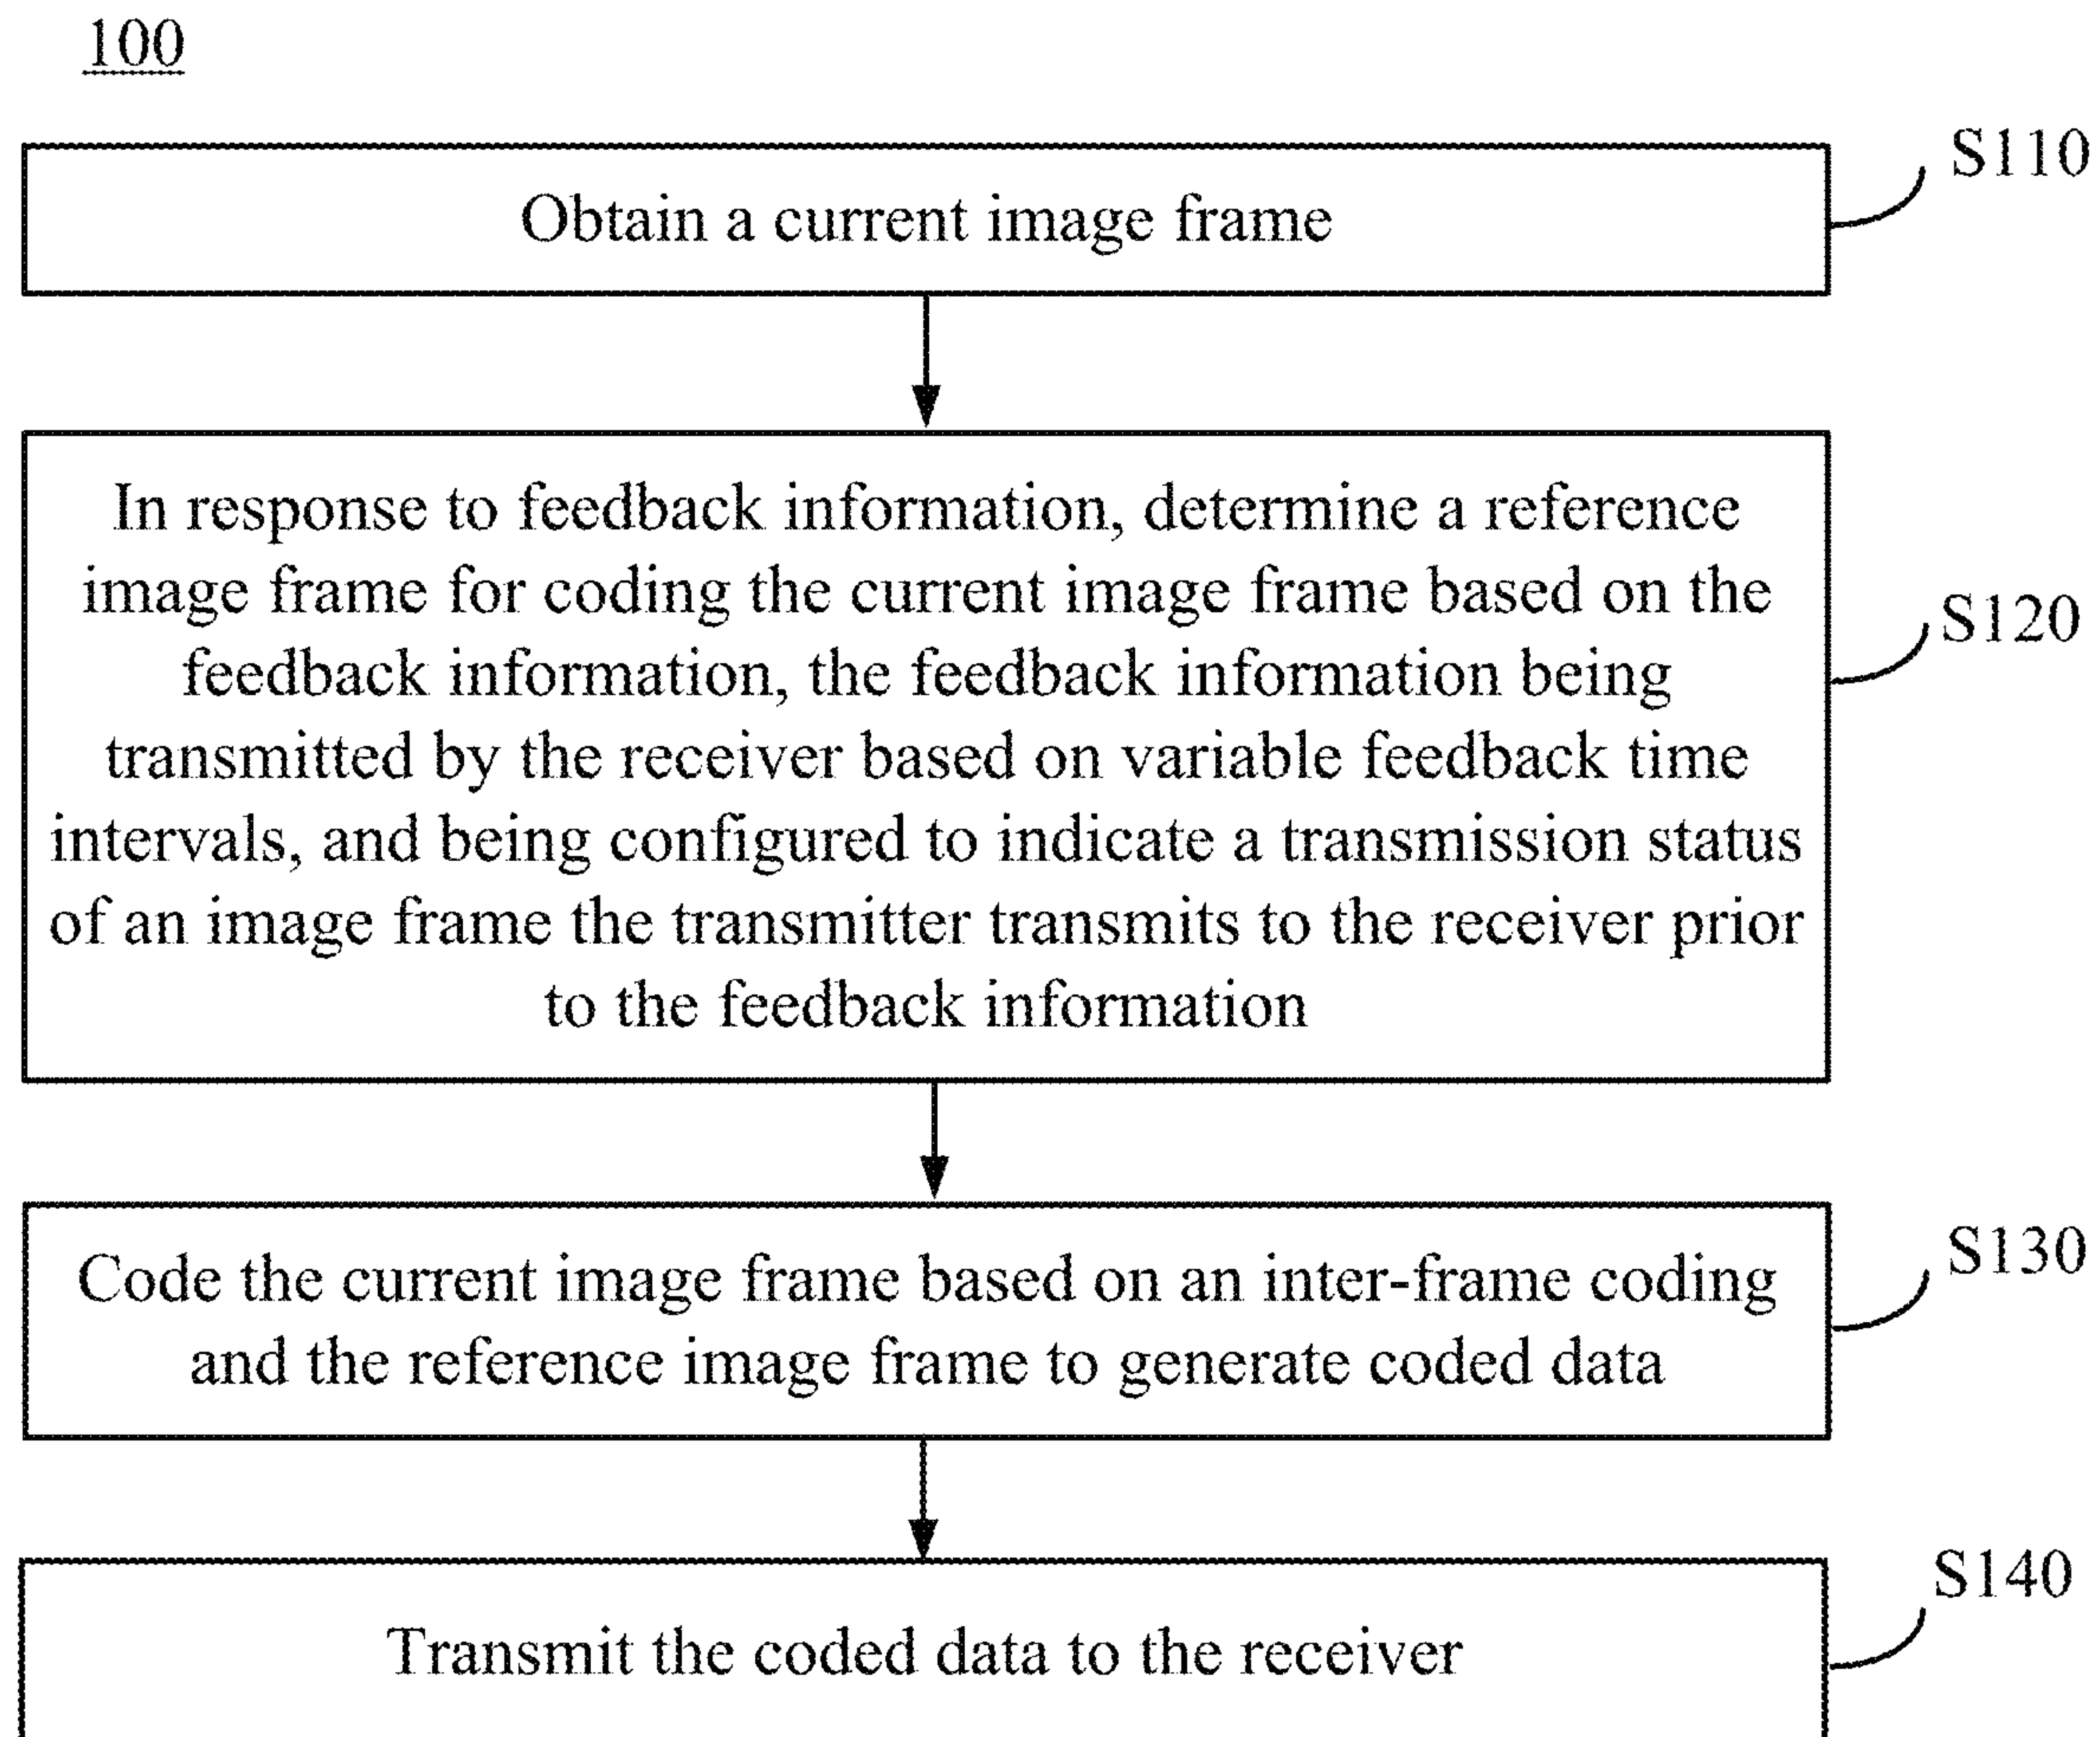 100
S110
Obtain a current image frame
In response to feedback information, determine a reference
image frame for coding the current image frame based on the
feedback information, the feedback information being
transmitted by the receiver based on variable feedback time
intervals, and being configured to indicate a transmission status
of an image frame the transmitter transmits to the receiver prior
to the feedback information
S120
Code the current image frame based on an inter-frame coding
and the reference image frame to generate coded data
S130
S140
Transmit the coded data to the receiver